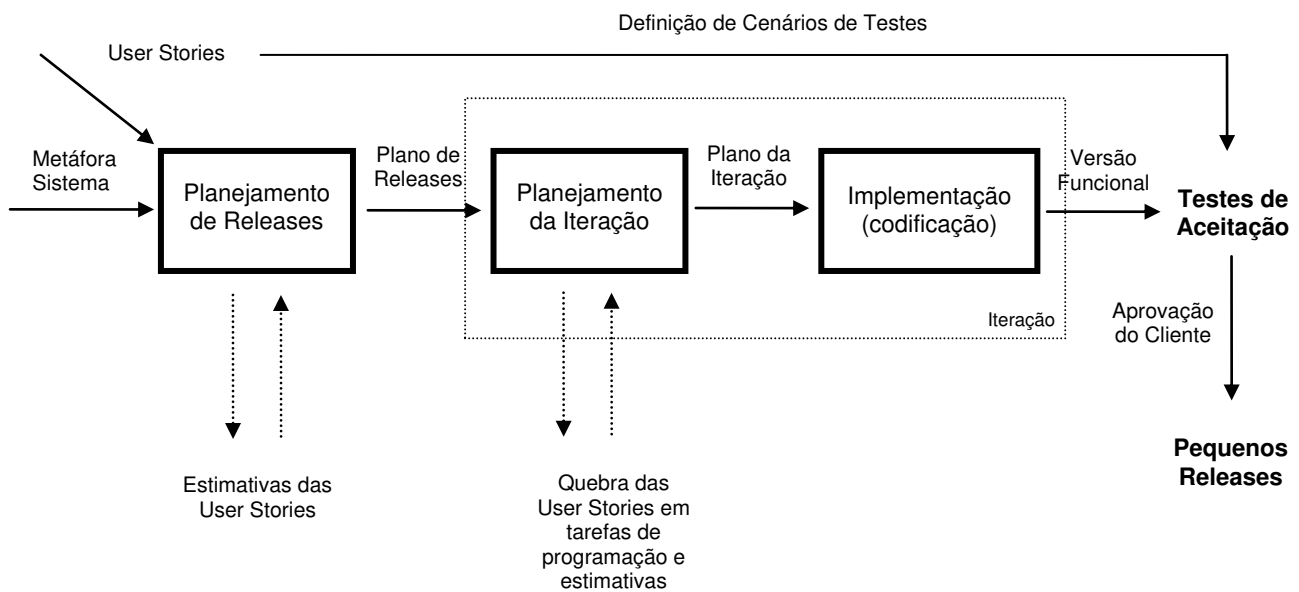 Definição de Cenários de Testes
User Stories
Metáfora
Sistema
Planejamento
de Releases
Plano de
Releases
Planejamento
da Iteração
Plano da
Iteração
Implementação
(codificação)
Versão
Funcional
Testes de
Aceitação
Iteração
Aprovação
do Cliente
Pequenos
Releases
Estimativas das
User Stories
Quebra das
User Stories em
tarefas de
programação e
estimativas